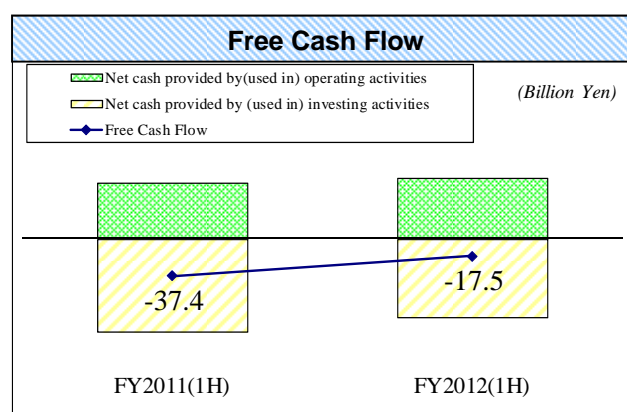 Free Cash Flow
Net cash provided by(used in) operating activities
Net cash provided by (used in) investing activities
Free Cash Flow
(Billion Yen)
-37.4
-17.5
FY2011(1H)
FY2012(1H)